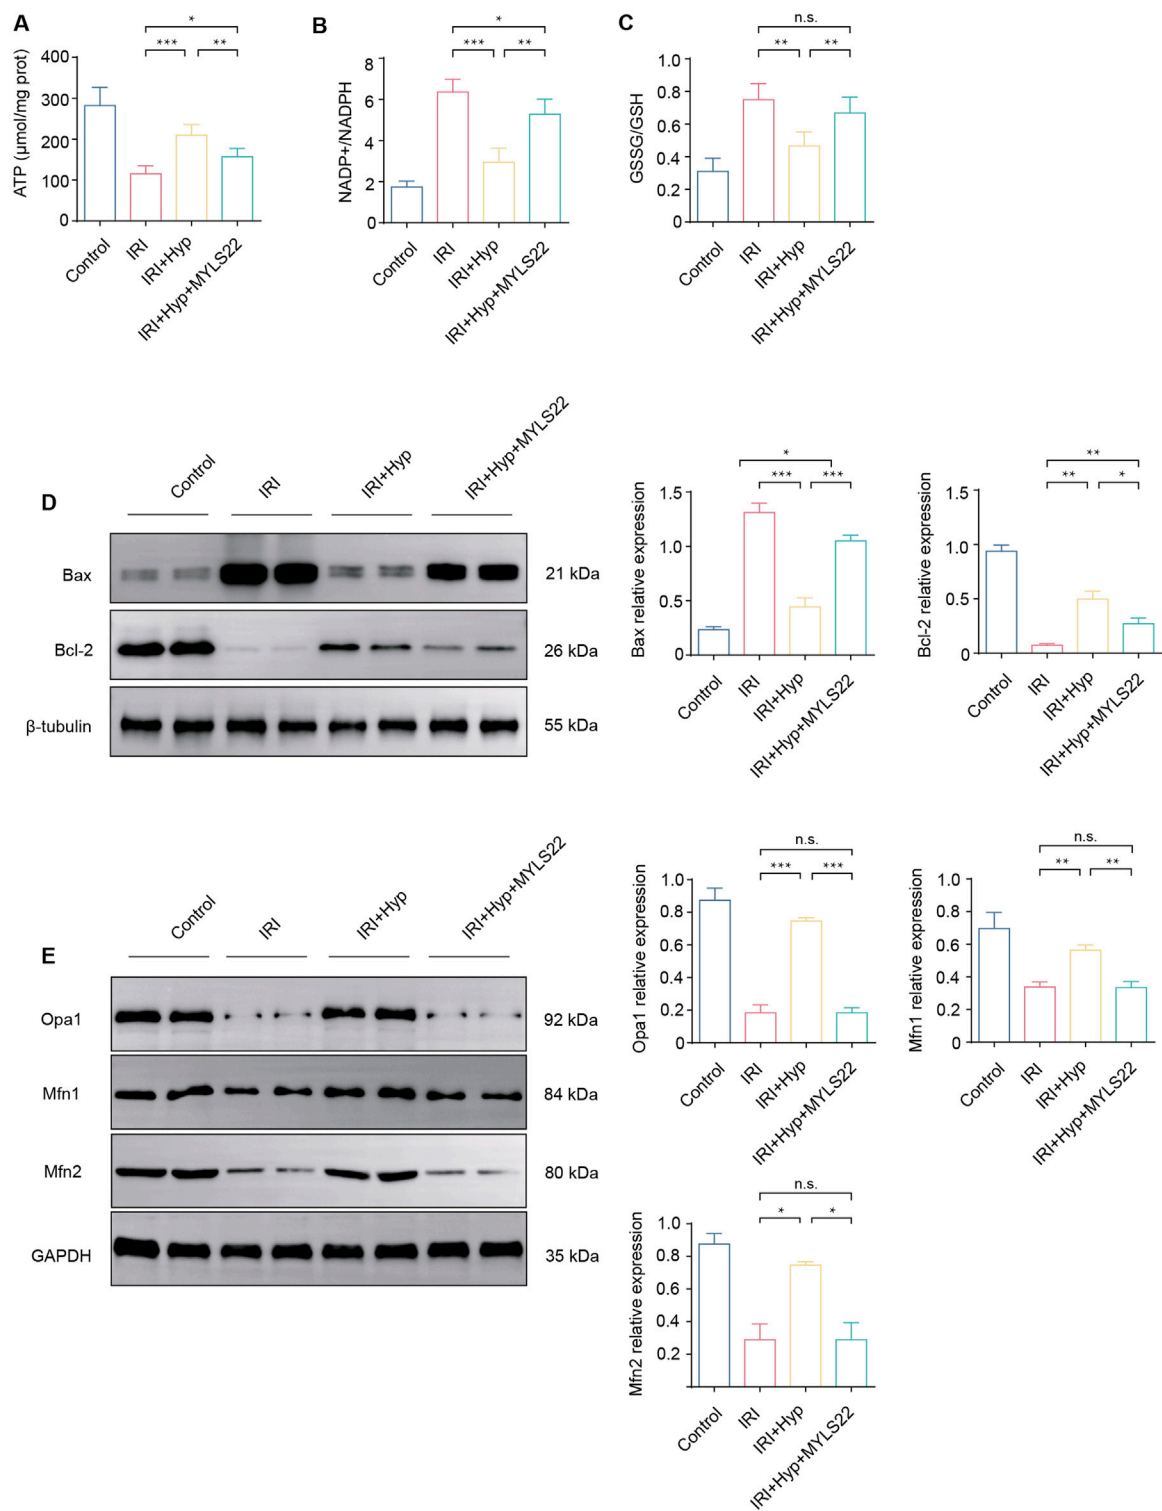 A
*
***
**
ATP (μmol/mg prot)
400
300
200
100
0
Control
IRI
IRI+Hyp
IRI+Hyp+MYLS22
B
*
***
**
NADP+/NADPH
8
6
4
2
0
Control
IRI
IRI+Hyp
IRI+Hyp+MYLS22
C
n.s.
**
**
GSSG/GSH
1.0
0.8
0.6
0.4
0.2
0
Control
IRI
IRI+Hyp
IRI+Hyp+MYLS22
D
Control
IRI
IRI+Hyp
IRI+Hyp+MYLS22
Bax
21 kDa
Bcl-2
26 kDa
β-tubulin
55 kDa
*
***
***
Bax relative expression
1.5
1.0
0.5
0
Control
IRI
IRI+Hyp
IRI+Hyp+MYLS22
**
**
*
Bcl-2 relative expression
1.5
1.0
0.5
0
Control
IRI
IRI+Hyp
IRI+Hyp+MYLS22
E
Control
IRI
IRI+Hyp
IRI+Hyp+MYLS22
Opa1
92 kDa
Mfn1
84 kDa
Mfn2
80 kDa
GAPDH
35 kDa
n.s.
***
***
Opa1 relative expression
1.0
0.8
0.6
0.4
0.2
0
Control
IRI
IRI+Hyp
IRI+Hyp+MYLS22
n.s.
**
**
Mfn1 relative expression
1.0
0.8
0.6
0.4
0.2
0
Control
IRI
IRI+Hyp
IRI+Hyp+MYLS22
n.s.
*
*
Mfn2 relative expression
1.0
0.8
0.6
0.4
0.2
Control
IRI
IRI+Hyp
IRI+Hyp+MYLS22